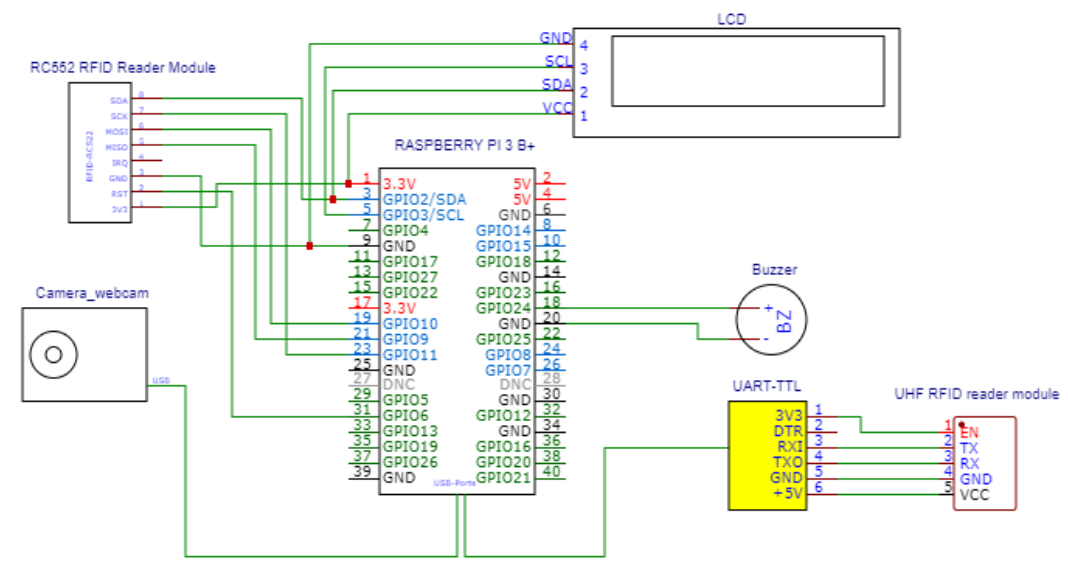 LCD
GND 4
SCL 3
SDA 2
VCC 1
RC552 RFID Reader Module
RFID-RC522
SDA 8
SCK 7
MOSI 6
MISO 5
IRQ 4
GND 3
RST 2
3V3 1
RASPBERRY PI 3 B+
1 3.3V 5V 2
3 GPIO2/SDA 5V 4
5 GPIO3/SCL GND 6
7 GPIO4 GPIO14 8
9 GND GPIO15 10
11 GPIO17 GPIO18 12
13 GPIO27 GND 14
15 GPIO22 GPIO23 16
17 3.3V GPIO24 18
19 GPIO10 GND 20
21 GPIO9 GPIO25 22
23 GPIO11 GPIO8 24
25 GND GPIO7 26
27 DNC DNC 28
29 GPIO5 GND 30
31 GPIO6 GPIO12 32
33 GPIO13 GND 34
35 GPIO19 GPIO16 36
37 GPIO26 GPIO20 38
39 GND GPIO21 40
USB-Ports
Camera_webcam
USB
Buzzer
+
BZ
-
UART-TTL
3V3 1
DTR 2
RXI 3
TXO 4
GND 5
+5V 6
UHF RFID reader module
1 EN
2 TX
3 RX
4 GND
5 VCC